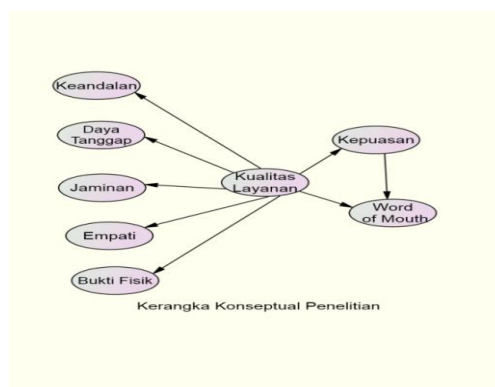 Keandalan
Daya
Tanggap
Jaminan
Empati
Bukti Fisik
Kualitas
Layanan
Kepuasan
Word
of Mouth
Kerangka Konseptual Penelitian